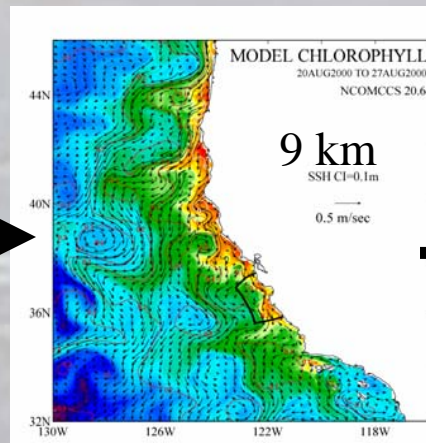 MODEL CHLOROPHYLL
20AUG2000 TO 27AUG2000
NCOMCCS 20.6
9 km
SSH CI=0.1m
0.5 m/sec
44N
40N
36N
32N
130W 126W 122W 118W